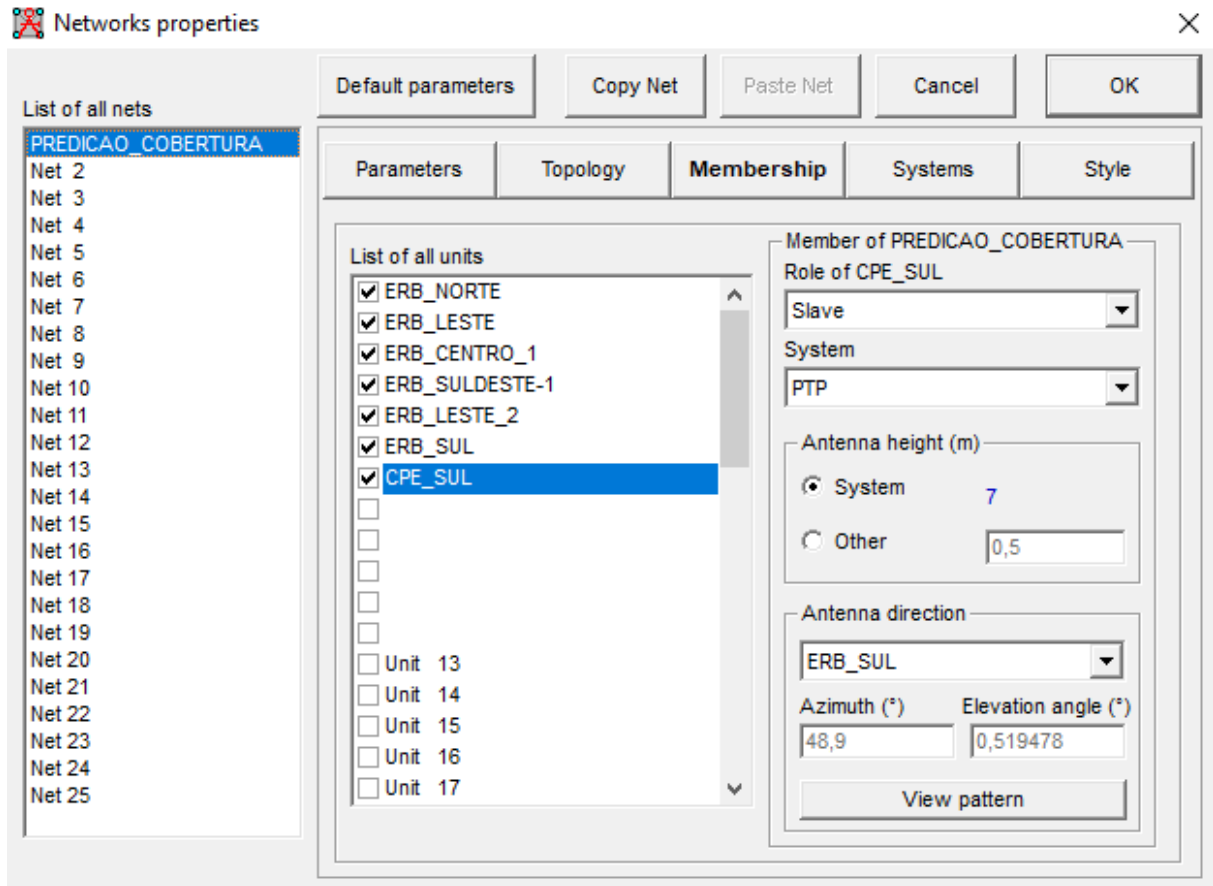 Networks properties
Default parameters
Copy Net
Paste Net
Cancel
OK
List of all nets
PREDICAO_COBERTURA
Net 2
Net 3
Net 4
Net 5
Net 6
Net 7
Net 8
Net 9
Net 10
Net 11
Net 12
Net 13
Net 14
Net 15
Net 16
Net 17
Net 18
Net 19
Net 20
Net 21
Net 22
Net 23
Net 24
Net 25
Parameters
Topology
Membership
Systems
Style
List of all units
ERB_NORTE
ERB_LESTE
ERB_CENTRO_1
ERB_SULDESTE-1
ERB_LESTE_2
ERB_SUL
CPE_SUL
Unit 13
Unit 14
Unit 15
Unit 16
Unit 17
Member of PREDICAO_COBERTURA
Role of CPE_SUL
Slave
System
PTP
Antenna height (m)
System 7
Other 0,5
Antenna direction
ERB_SUL
Azimuth (°) Elevation angle (°)
48,9 0,519478
View pattern